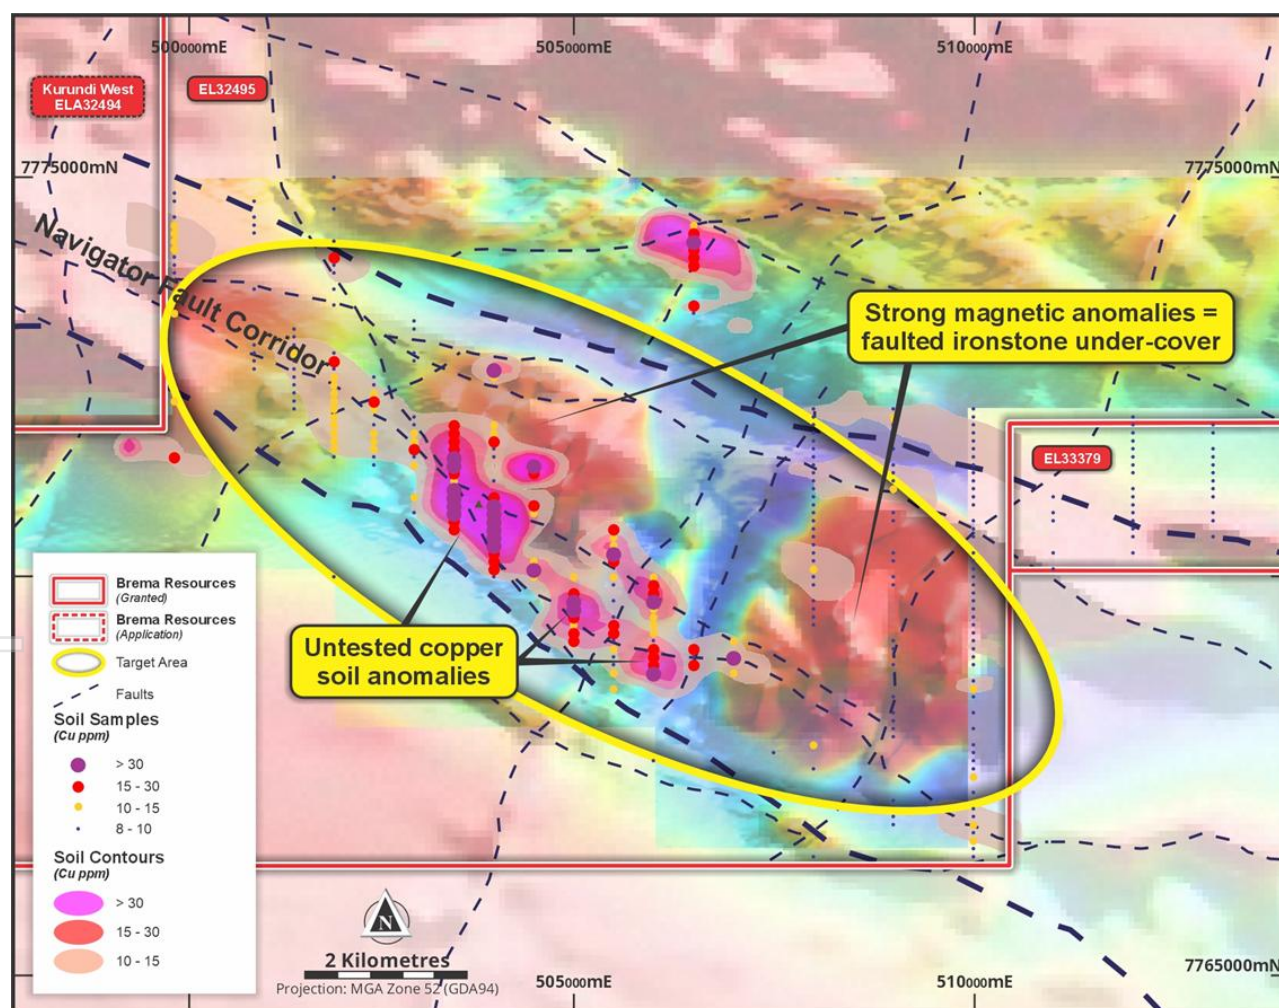 500000mE
505000mE
510000mE
Kurundi West
ELA32494
EL32495
7775000mN
7775000mN
Navigator Fault Corridor
Strong magnetic anomalies =
faulted ironstone under-cover
EL33379
Untested copper
soil anomalies
Brema Resources
(Granted)
Brema Resources
(Application)
Target Area
Faults
Soil Samples
(Cu ppm)
> 30
15 - 30
10 - 15
8 - 10
Soil Contours
(Cu ppm)
> 30
15 - 30
10 - 15
N
2 Kilometres
Projection: MGA Zone 52 (GDA94)
505000mE
510000mE
7765000mN